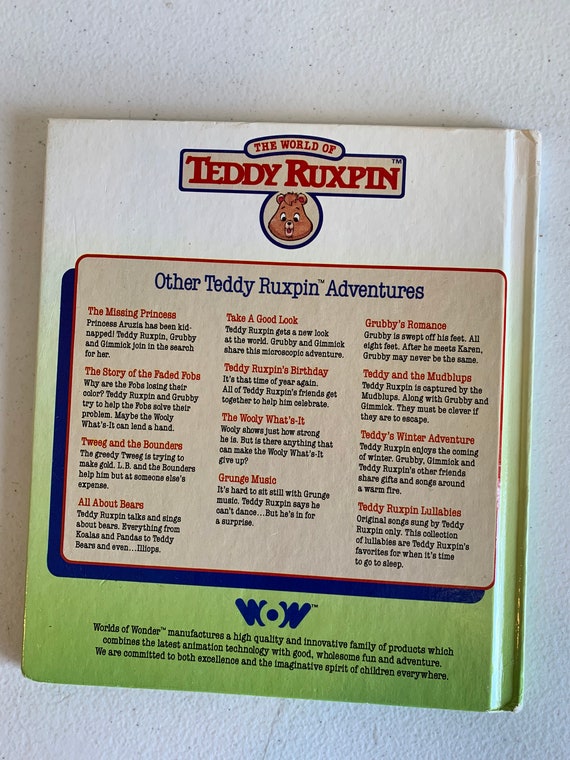 THE WORLD OF
TEDDY RUXPIN™
Other Teddy Ruxpin™ Adventures
The Missing Princess
Princess Aruzia has been kid-
napped! Teddy Ruxpin, Grubby
and Gimmick join in the search
for her.
The Story of the Faded Fobs
Why are the Fobs losing their
color? Teddy Ruxpin and Grubby
try to help the Fobs solve their
problem. Maybe the Wooly
What's-It can lend a hand.
Tweeg and the Bounders
The greedy Tweeg is trying to
make gold. L.B. and the Bounders
help him but at someone else's
expense.
All About Bears
Teddy Ruxpin talks and sings
about bears. Everything from
Koalas and Pandas to Teddy
Bears and even...Illiops.
Take A Good Look
Teddy Ruxpin gets a new look
at the world. Grubby and Gimmick
share this microscopic adventure.
Teddy Ruxpin's Birthday
It's that time of year again.
All of Teddy Ruxpin's friends get
together to help him celebrate.
The Wooly What's-It
Wooly shows just how strong
he is. But is there anything that
can make the Wooly What's-It
give up?
Grunge Music
It's hard to sit still with Grunge
music. Teddy Ruxpin says he
can't dance...But he's in for
a surprise.
Grubby's Romance
Grubby is swept off his feet. All
eight feet. After he meets Karen,
Grubby may never be the same.
Teddy and the Mudblups
Teddy Ruxpin is captured by the
Mudblups. Along with Grubby and
Gimmick. They must be clever if
they are to escape.
Teddy's Winter Adventure
Teddy Ruxpin enjoys the coming
of winter. Grubby, Gimmick and
Teddy Ruxpin's other friends
share gifts and songs around
a warm fire.
Teddy Ruxpin Lullabies
Original songs sung by Teddy
Ruxpin only. This collection
of lullabies are Teddy Ruxpin's
favorites for when it's time
to go to sleep.
WOW™
Worlds of Wonder™ manufactures a high quality and innovative family of products which
combines the latest animation technology with good, wholesome fun and adventure.
We are committed to both excellence and the imaginative spirit of children everywhere.